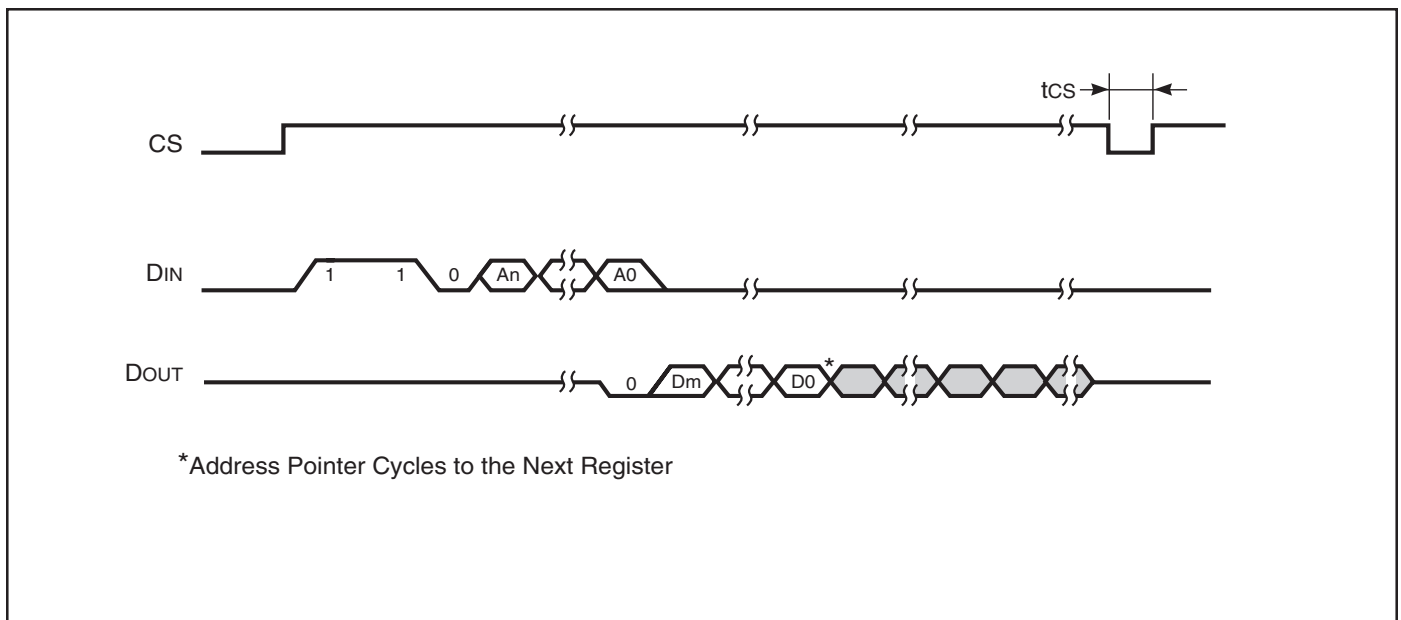 tCS
CS
DIN
1 1 0 An A0
DOUT
0 Dm D0 *
*Address Pointer Cycles to the Next Register